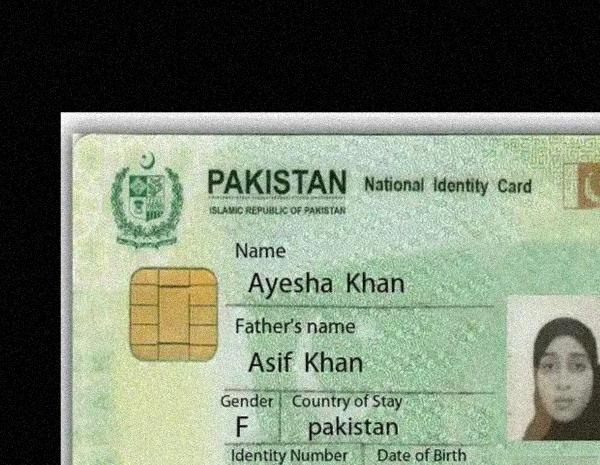 PAKISTAN National Identity Card
ISLAMIC REPUBLIC OF PAKISTAN
Name
Ayesha Khan
Father's name
Asif Khan
Gender Country of Stay
F pakistan
Identity Number Date of Birth